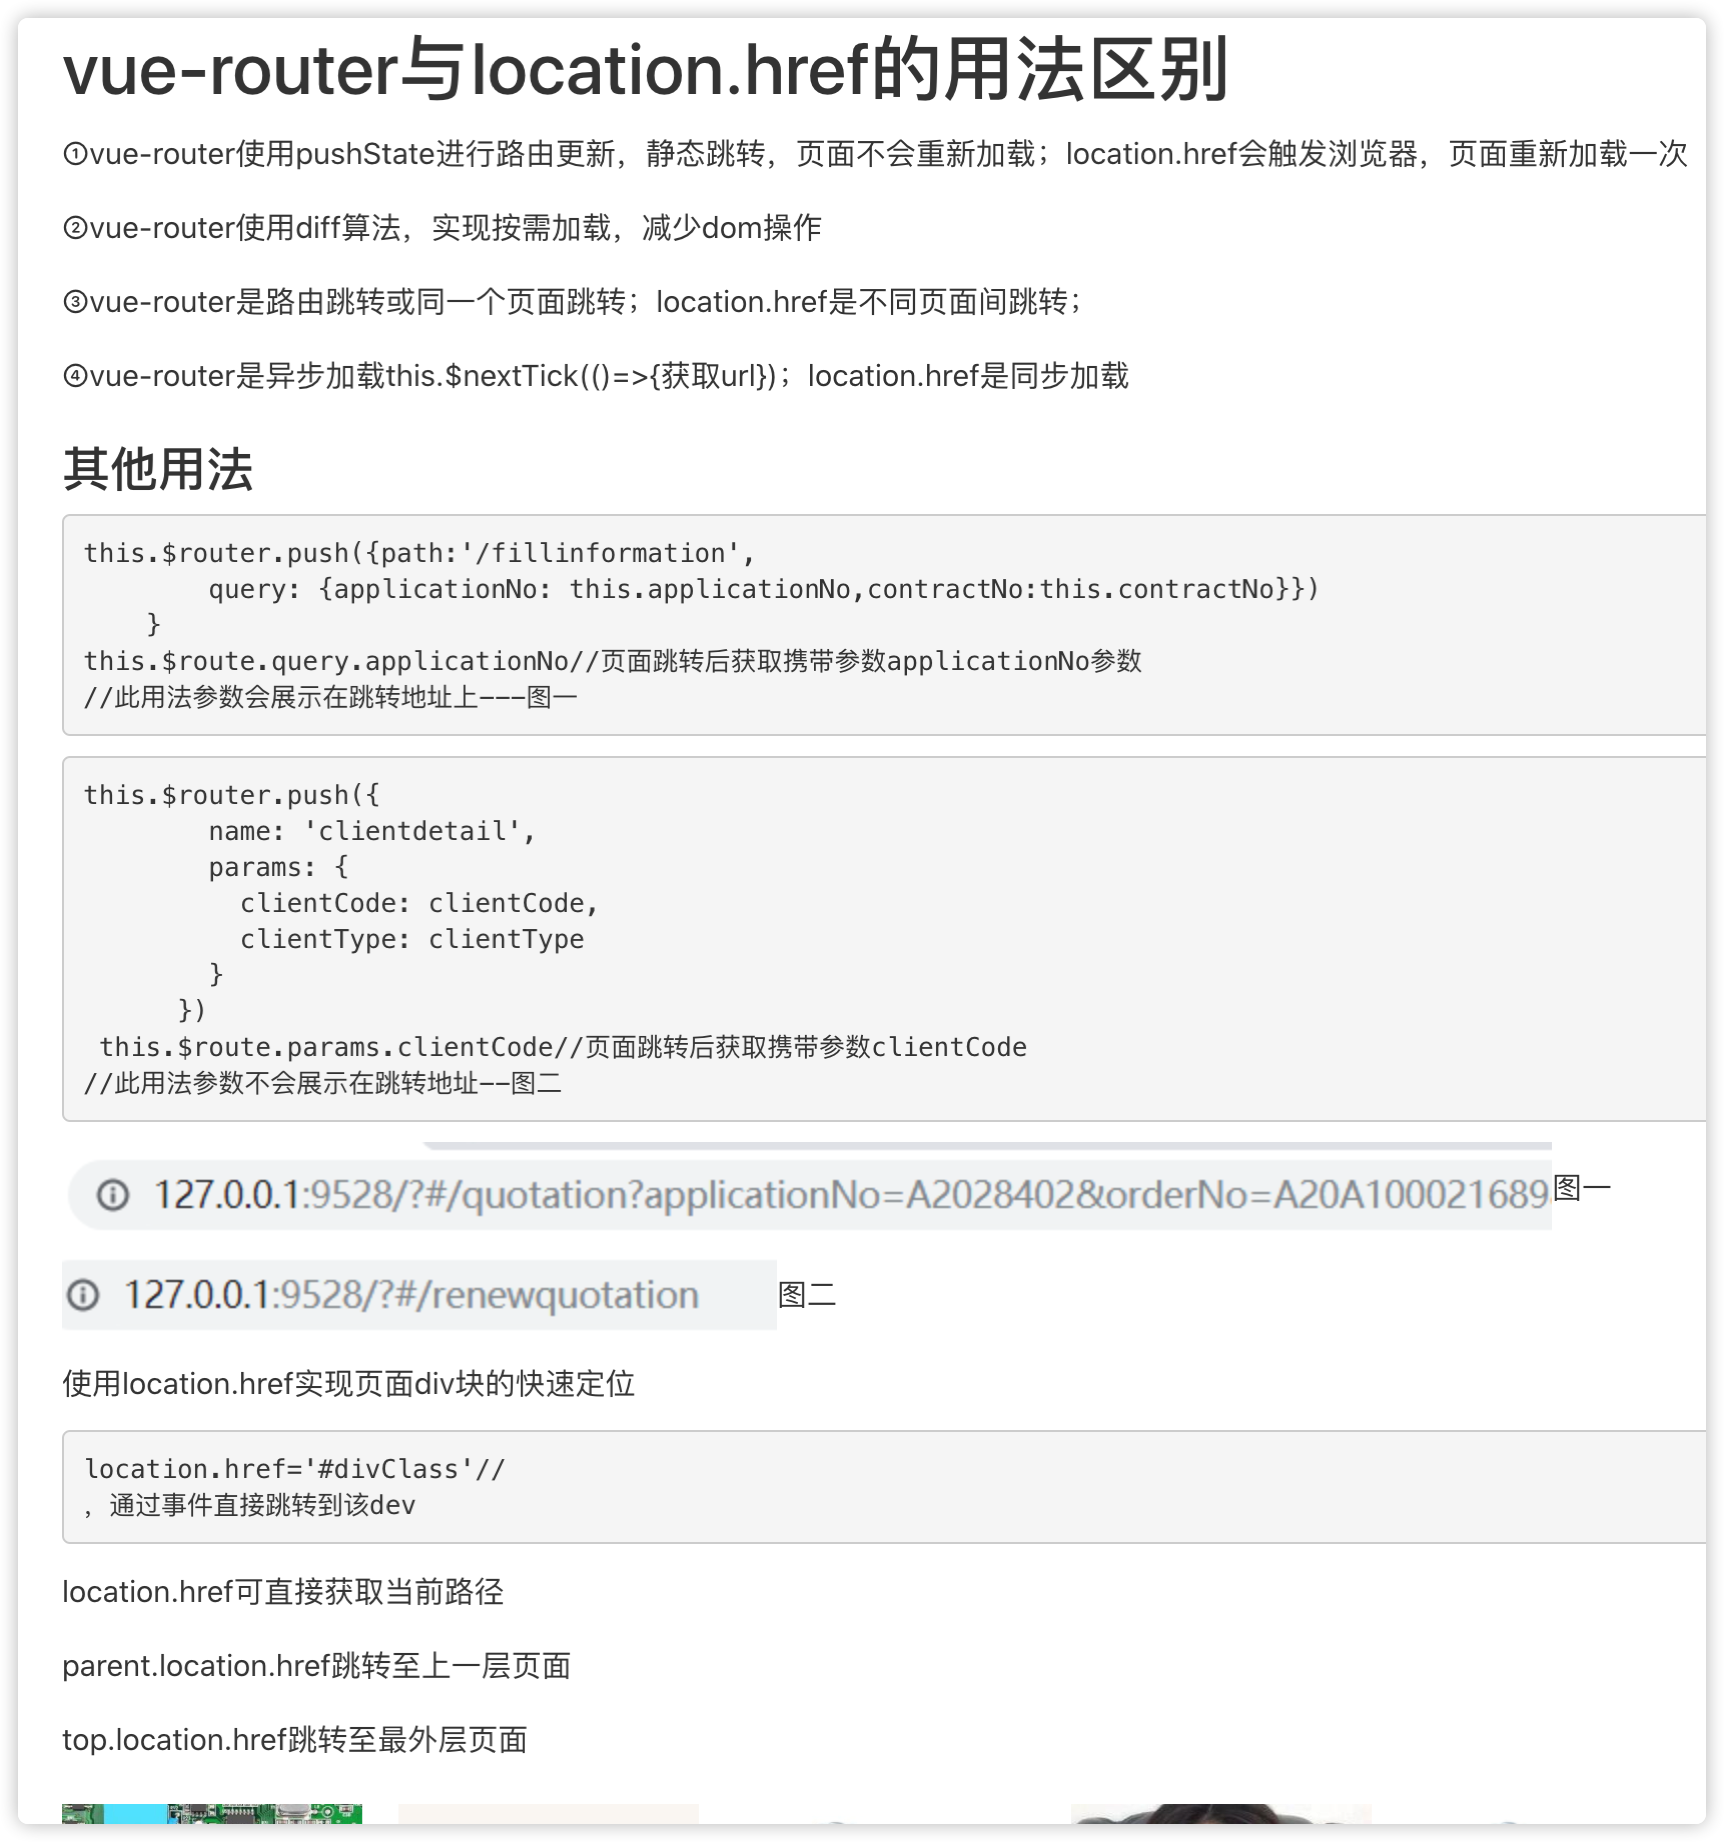 vue-router与location.href的用法区别
①vue-router使用pushState进行路由更新，静态跳转，页面不会重新加载；location.href会触发浏览器，页面重新加载一次
②vue-router使用diff算法，实现按需加载，减少dom操作
③vue-router是路由跳转或同一个页面跳转；location.href是不同页面间跳转；
④vue-router是异步加载this.$nextTick(()=>{获取url})；location.href是同步加载
其他用法
this.$router.push({path:'/fillinformation',
        query: {applicationNo: this.applicationNo,contractNo:this.contractNo}})
    }
this.$route.query.applicationNo//页面跳转后获取携带参数applicationNo参数
//此用法参数会展示在跳转地址上---图一
this.$router.push({
        name: 'clientdetail',
        params: {
          clientCode: clientCode,
          clientType: clientType
        }
      })
 this.$route.params.clientCode//页面跳转后获取携带参数clientCode
//此用法参数不会展示在跳转地址--图二
127.0.0.1:9528/?#/quotation?applicationNo=A2028402&orderNo=A20A100021689 图一
127.0.0.1:9528/?#/renewquotation 图二
使用location.href实现页面div块的快速定位
location.href='#divClass'//
，通过事件直接跳转到该dev
location.href可直接获取当前路径
parent.location.href跳转至上一层页面
top.location.href跳转至最外层页面